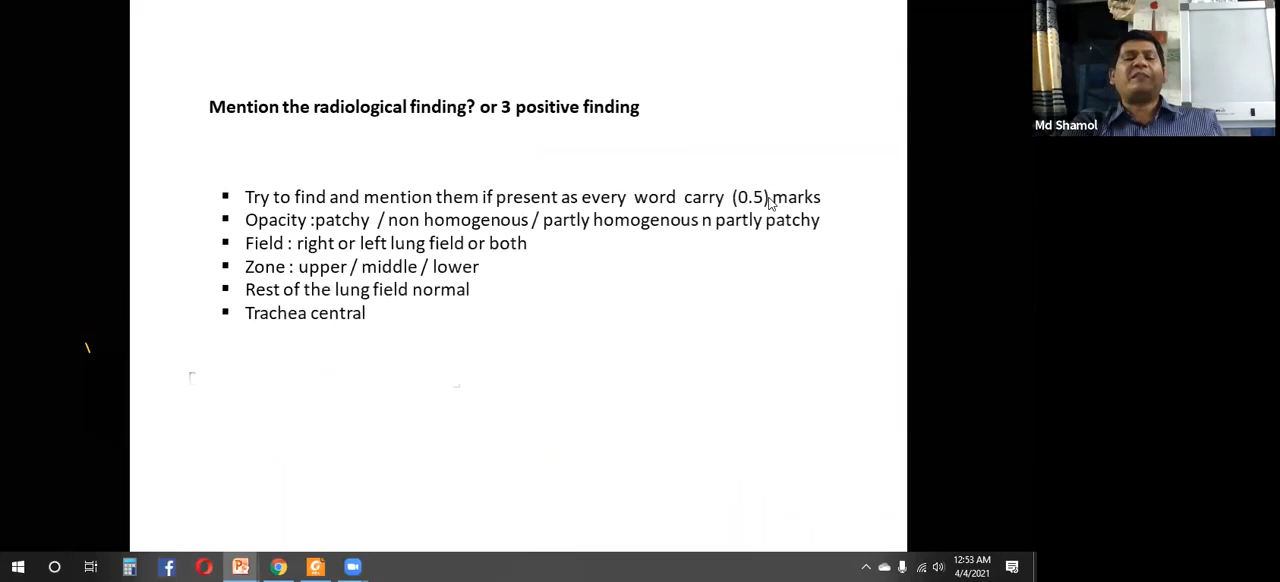 Mention the radiological finding? or 3 positive finding
▪ Try to find and mention them if present as every word carry (0.5) marks
▪ Opacity :patchy / non homogenous / partly homogenous n partly patchy
▪ Field : right or left lung field or both
▪ Zone : upper / middle / lower
▪ Rest of the lung field normal
▪ Trachea central
Md Shamol
12:53 AM
4/4/2021